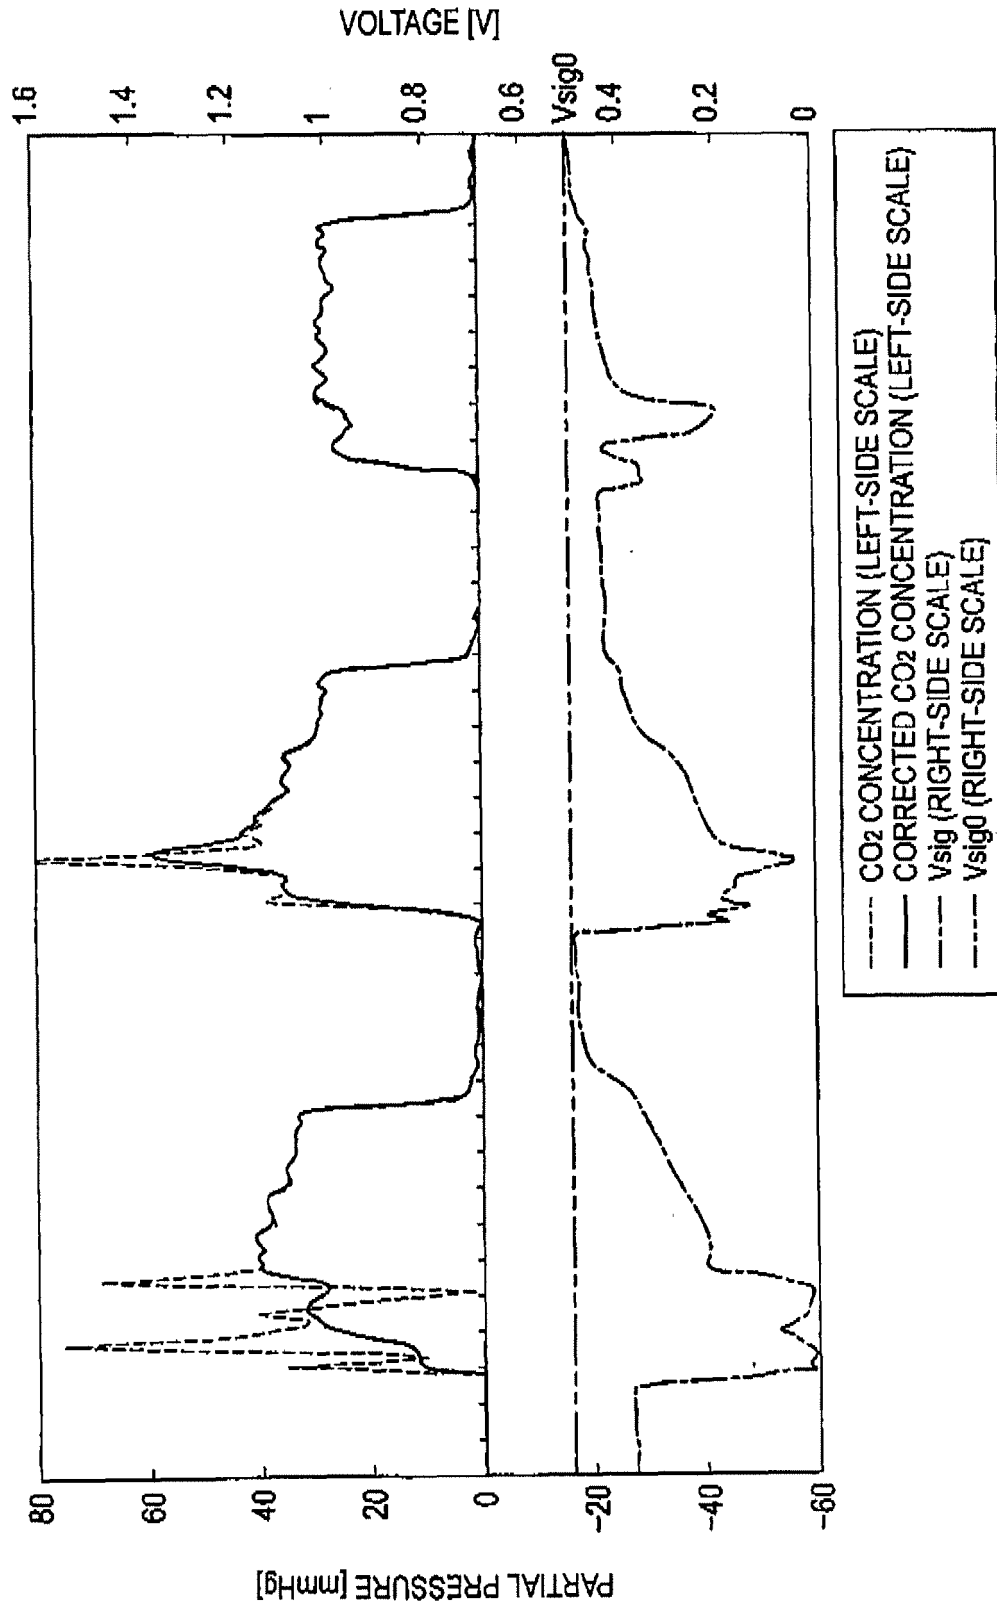 PARTIAL PRESSURE [mmHg]
80
60
40
20
0
-20
-40
-60
VOLTAGE [V]
1.6
1.4
1.2
1
0.8
0.6
Vsig0
0.4
0.2
0
CO2 CONCENTRATION (LEFT-SIDE SCALE)
CORRECTED CO2 CONCENTRATION (LEFT-SIDE SCALE)
Vsig (RIGHT-SIDE SCALE)
Vsig0 (RIGHT-SIDE SCALE)